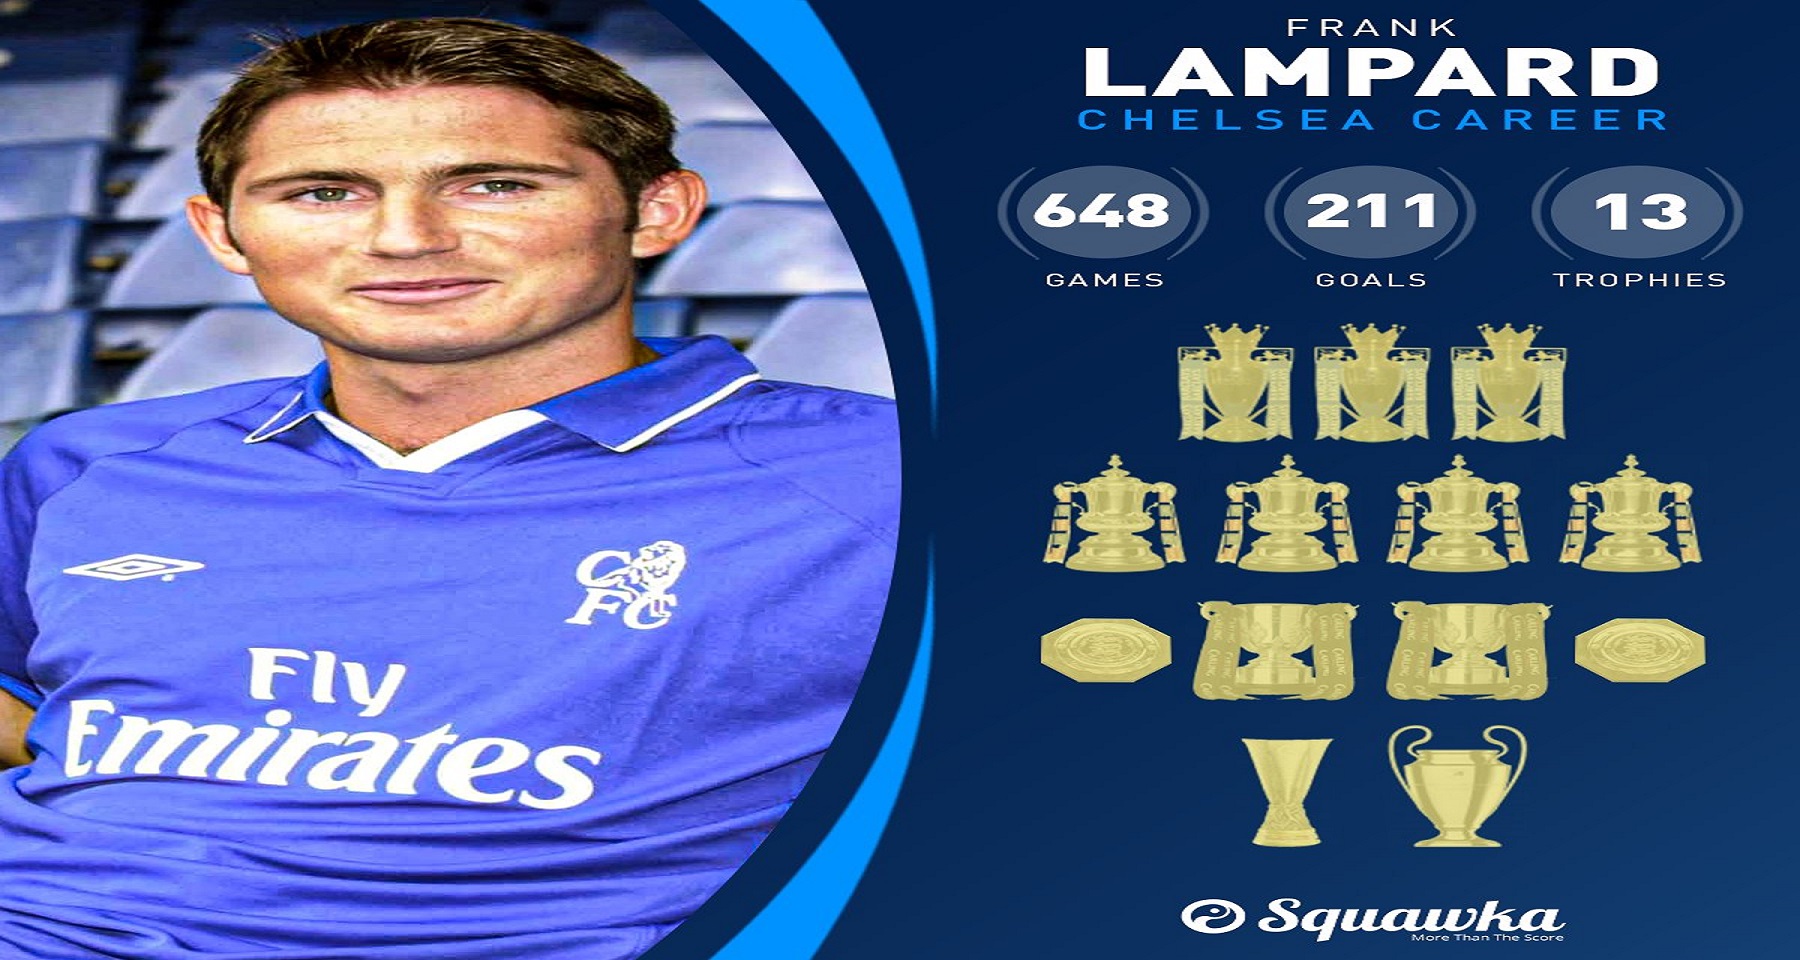 FRANK
LAMPARD
CHELSEA CAREER
648
211
13
GAMES
GOALS
TROPHIES
CFC
Fly
Emirates
Squawka
More Than The Score